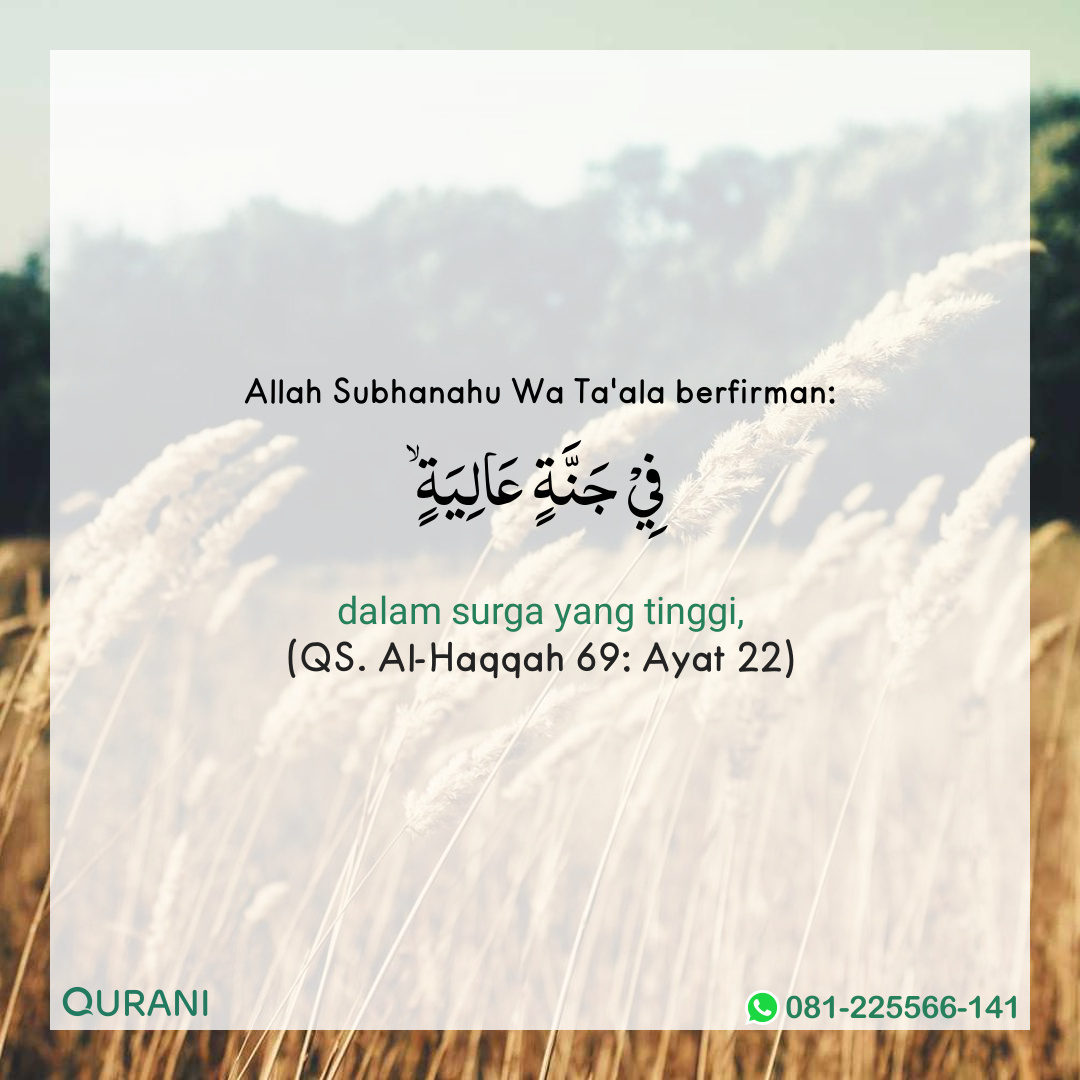 Allah Subhanahu Wa Ta'ala berfirman:
فِيْ جَنَّةٍ عَالِيَةٍۙ
dalam surga yang tinggi,
(QS. Al-Haqqah 69: Ayat 22)
QURANI
081-225566-141